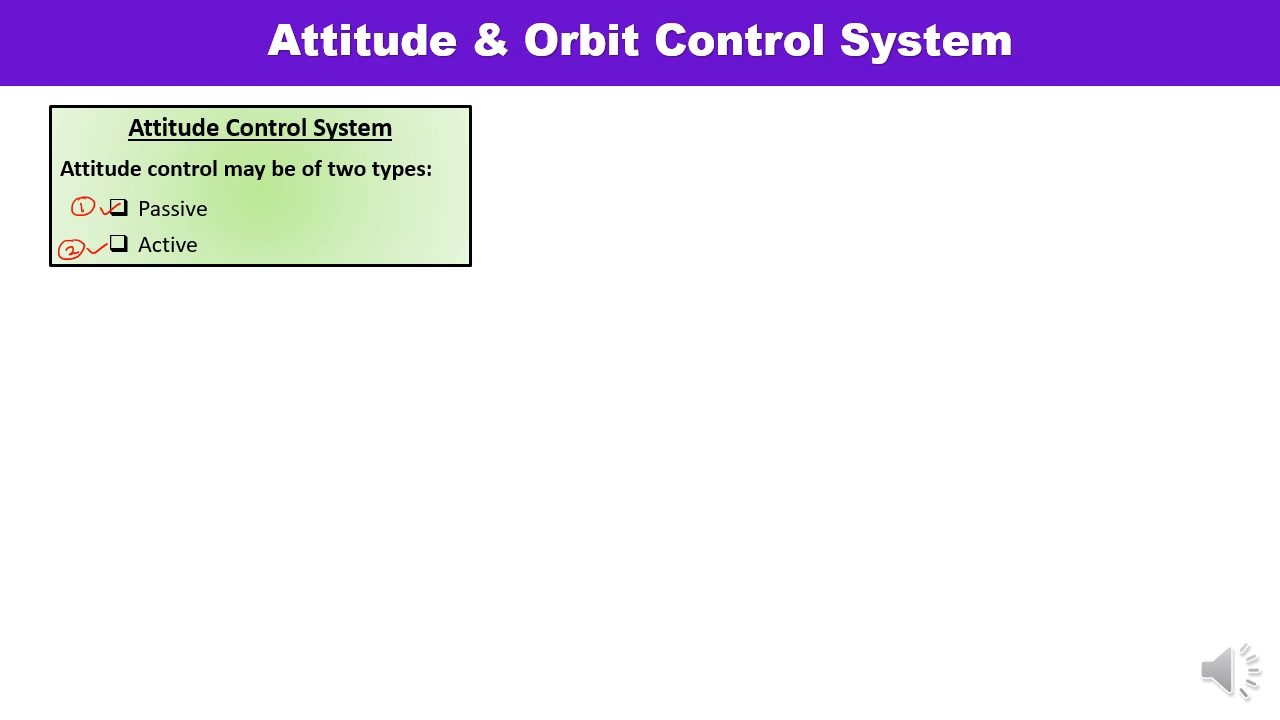 Attitude & Orbit Control System
Attitude Control System
Attitude control may be of two types:
1 Passive
2 Active